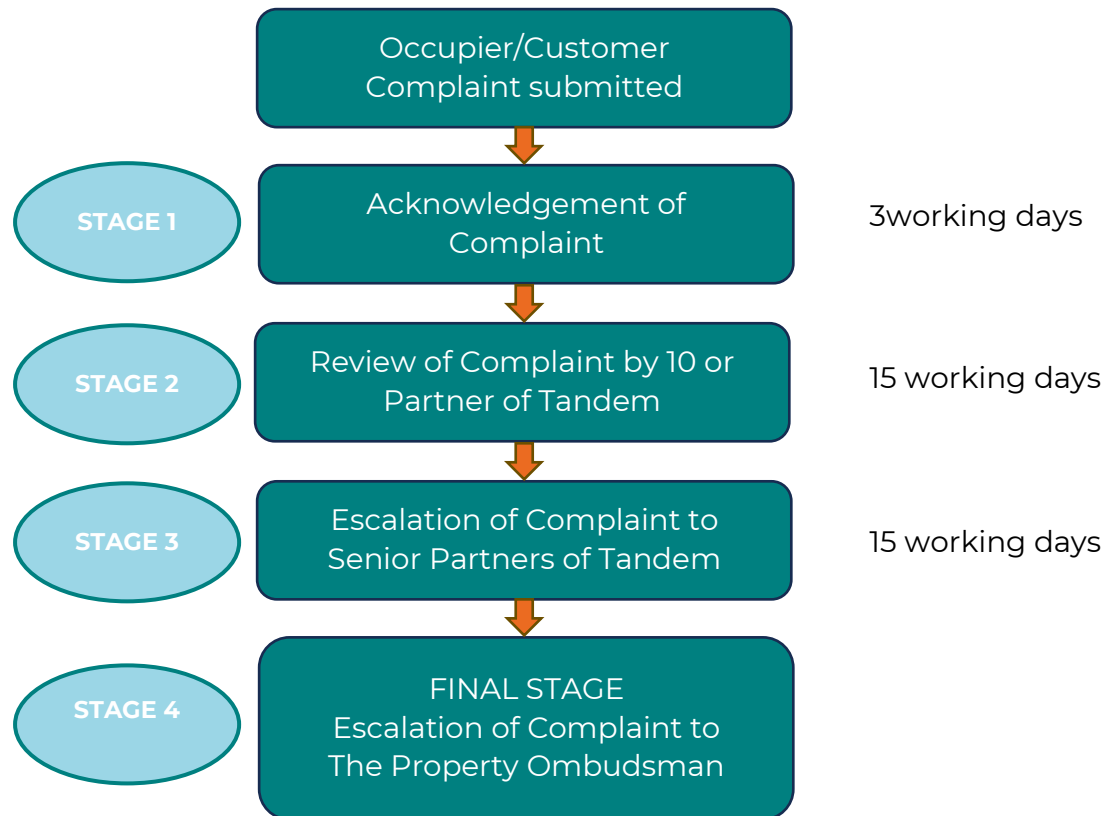 Occupier/Customer
Complaint submitted
STAGE 1
Acknowledgement of
Complaint
3working days
STAGE 2
Review of Complaint by 10 or
Partner of Tandem
15 working days
STAGE 3
Escalation of Complaint to
Senior Partners of Tandem
15 working days
STAGE 4
FINAL STAGE
Escalation of Complaint to
The Property Ombudsman